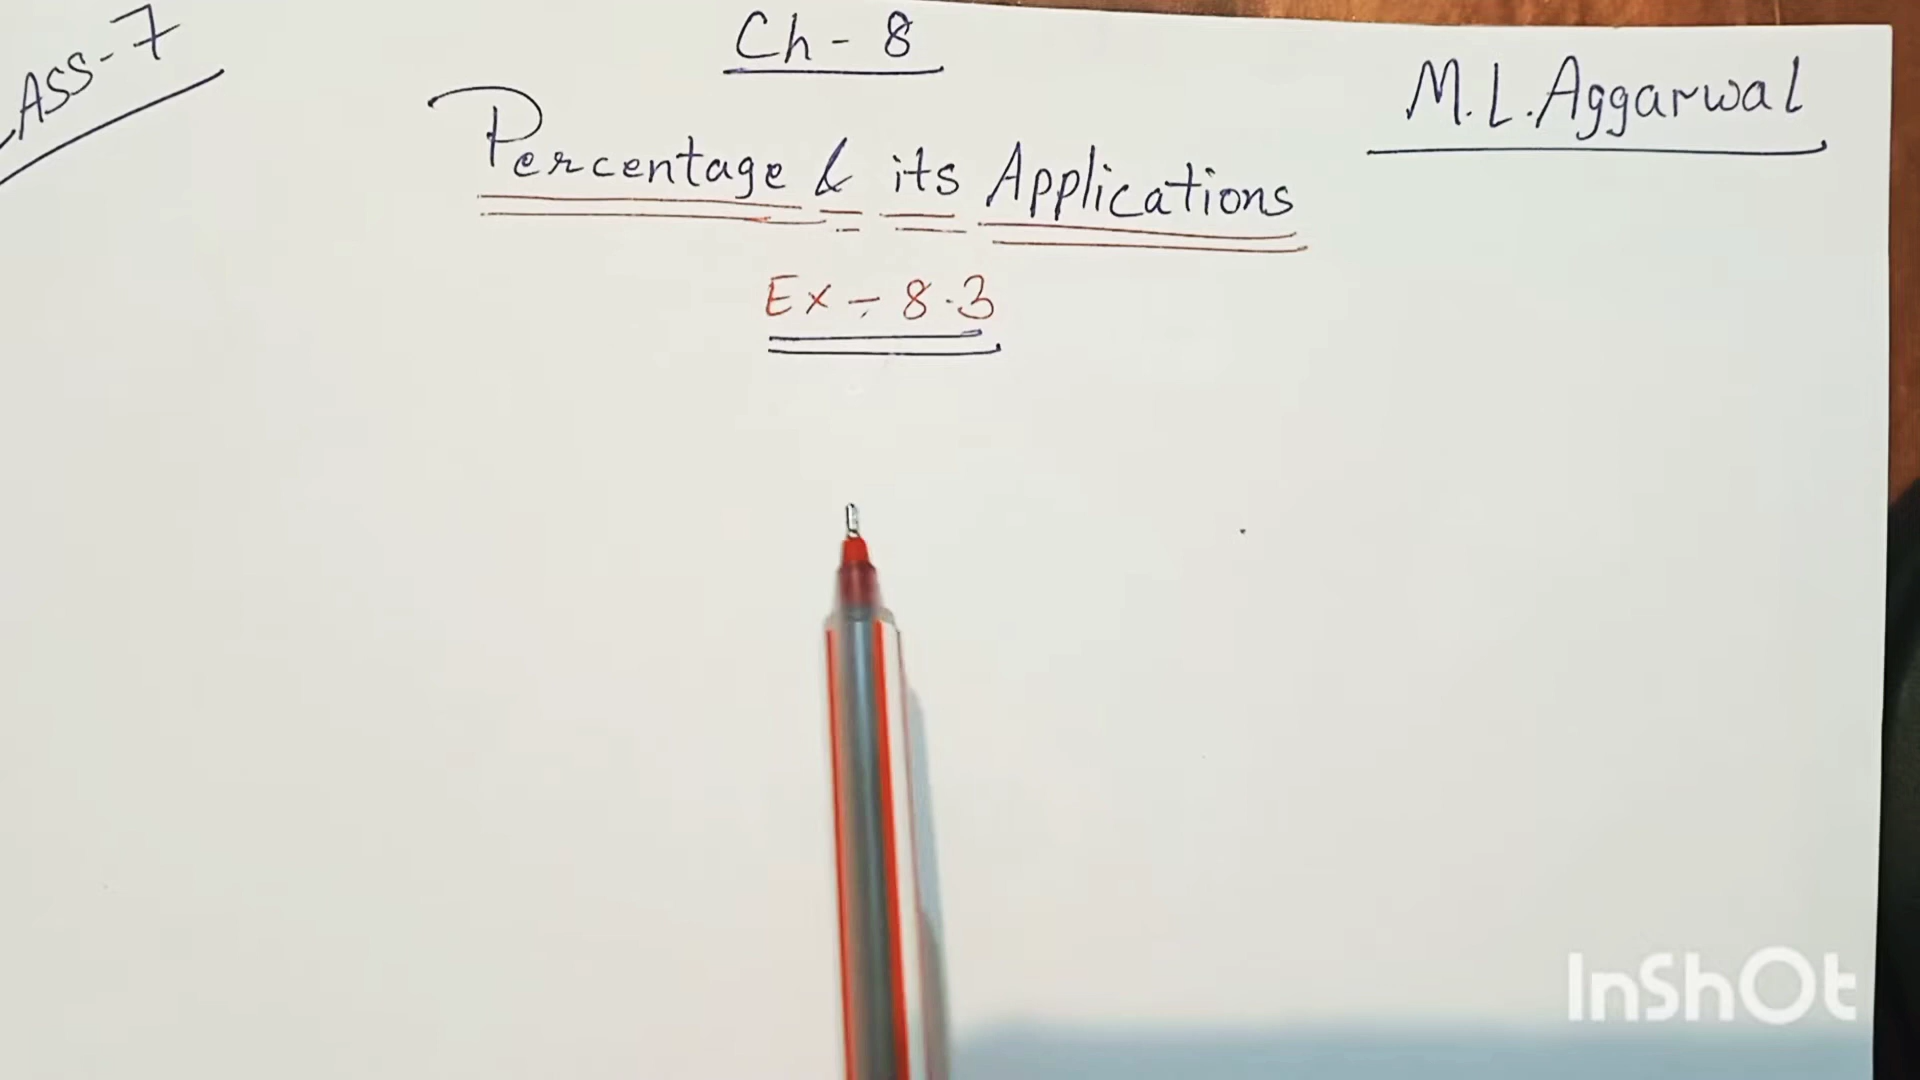 Ch - 8
ASS-7
M.L.Aggarwal
Percentage & its Applications
Ex - 8.3
InShOt